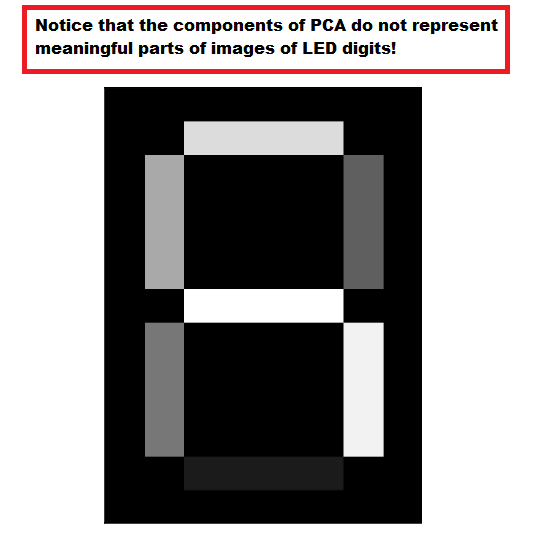 Notice that the components of PCA do not represent
meaningful parts of images of LED digits!